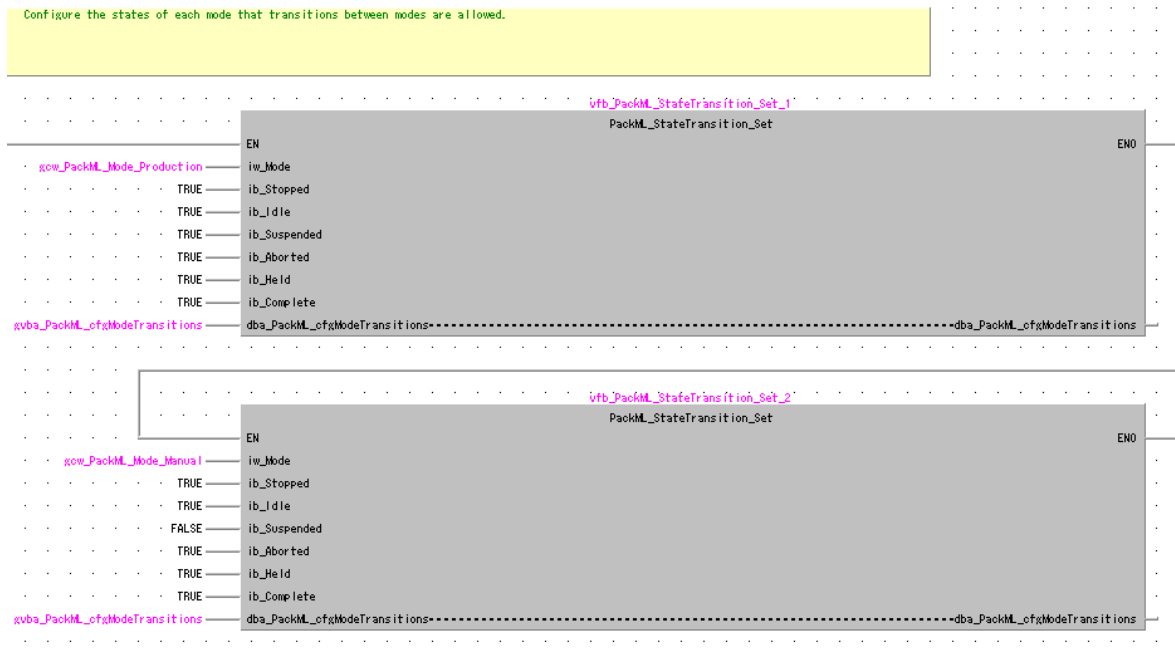 Configure the states of each mode that transitions between modes are allowed.
vfb_PackML_StateTransition_Set_1
PackML_StateTransition_Set
EN ENO
gcw_PackML_Mode_Production iw_Mode
TRUE ib_Stopped
TRUE ib_Idle
TRUE ib_Suspended
TRUE ib_Aborted
TRUE ib_Held
TRUE ib_Complete
gvba_PackML_cfgModeTransitions dba_PackML_cfgModeTransitions dba_PackML_cfgModeTransitions
vfb_PackML_StateTransition_Set_2
PackML_StateTransition_Set
EN ENO
gcw_PackML_Mode_Manual iw_Mode
TRUE ib_Stopped
TRUE ib_Idle
FALSE ib_Suspended
TRUE ib_Aborted
TRUE ib_Held
TRUE ib_Complete
gvba_PackML_cfgModeTransitions dba_PackML_cfgModeTransitions dba_PackML_cfgModeTransitions